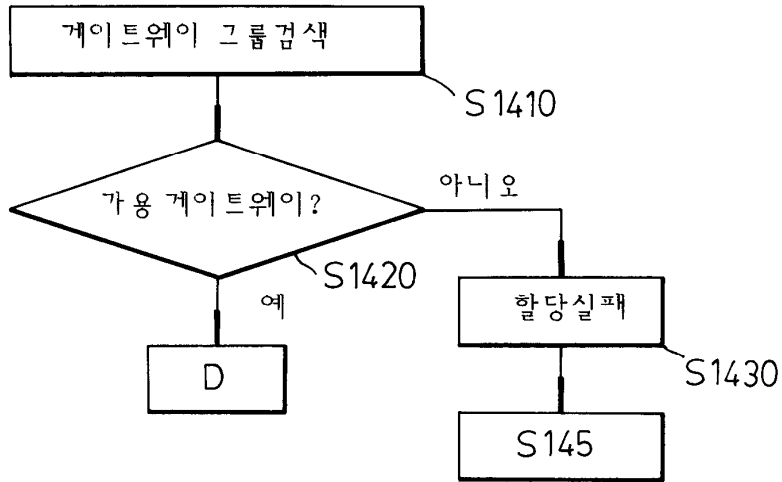 게이트웨이 그룹검색
S1410
가용 게이트웨이?
아니오
S1420
예
할당실패
D
S1430
S145